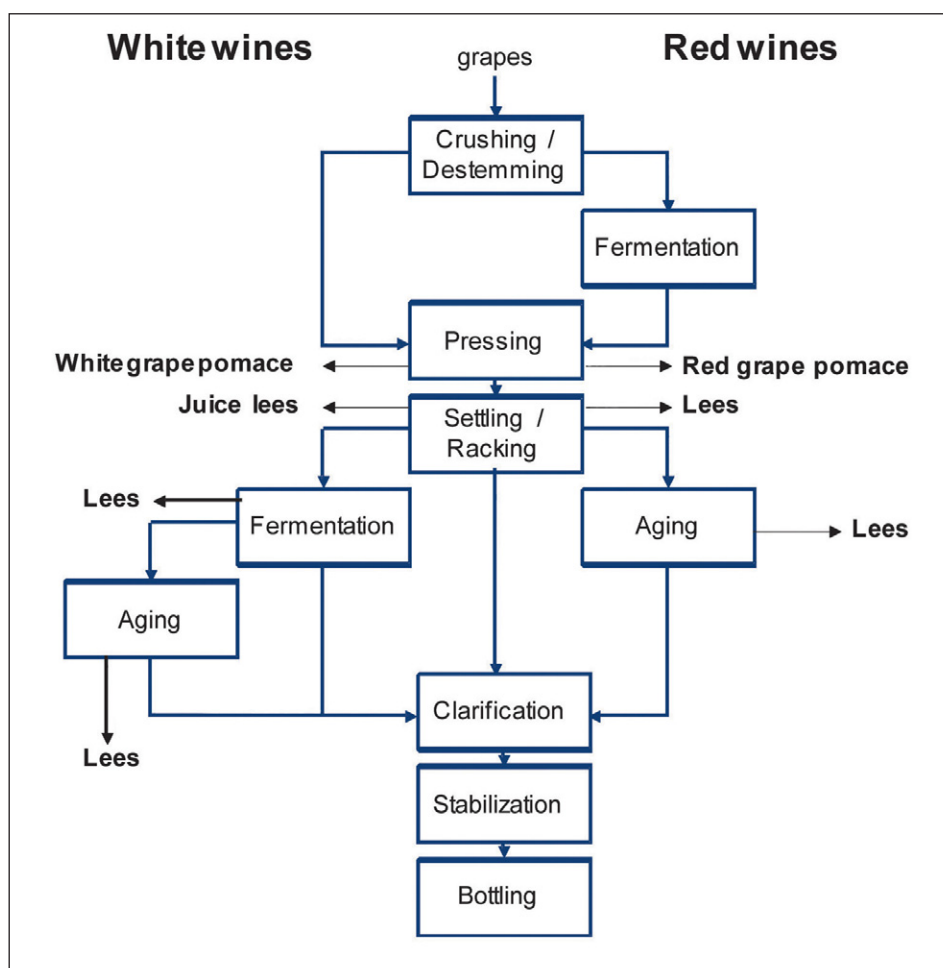 White wines
Red wines
grapes
Crushing /
Destemming
Fermentation
Pressing
White grape pomace
Red grape pomace
Juice lees
Lees
Settling /
Racking
Lees
Fermentation
Aging
Lees
Aging
Clarification
Lees
Stabilization
Bottling